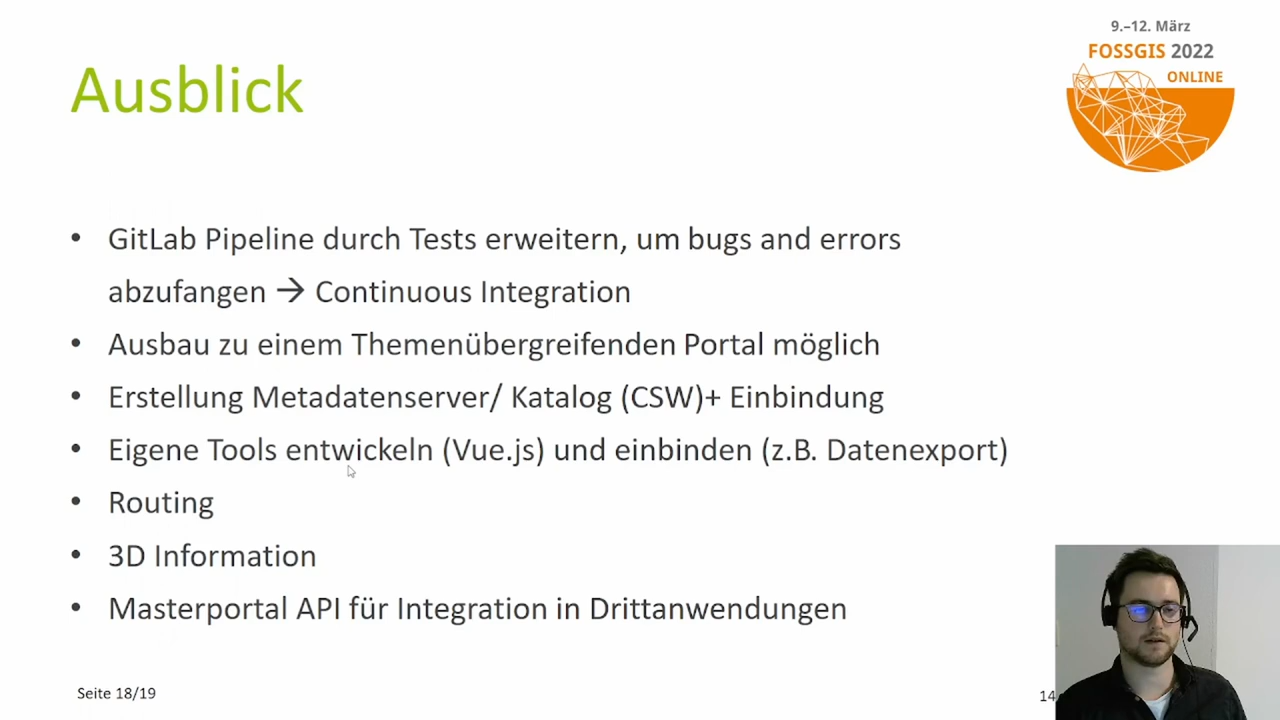 9.–12. März
FOSSGIS 2022
ONLINE
Ausblick
• GitLab Pipeline durch Tests erweitern, um bugs and errors
abzufangen → Continuous Integration
• Ausbau zu einem Themenübergreifenden Portal möglich
• Erstellung Metadatenserver/ Katalog (CSW)+ Einbindung
• Eigene Tools entwickeln (Vue.js) und einbinden (z.B. Datenexport)
• Routing
• 3D Information
• Masterportal API für Integration in Drittanwendungen
Seite 18/19
14